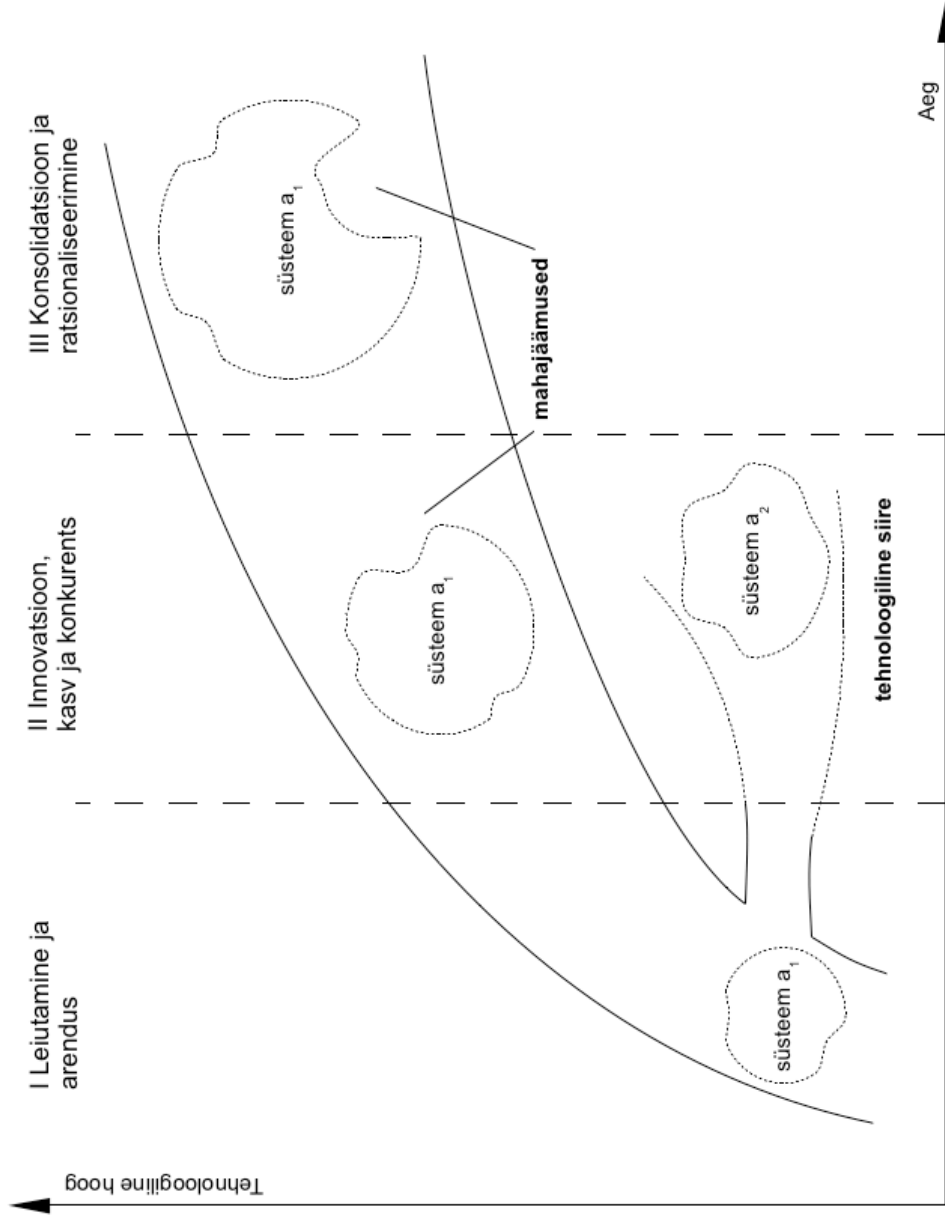 Tehnoloogiline hoog
I Leiutamine ja
arendus
II Innovatsioon,
kasv ja konkurents
III Konsolidatsioon ja
ratsionaliseerimine
süsteem a₁
süsteem a₁
süsteem a₁
mahajäämused
süsteem a₂
tehnoloogiline siire
Aeg